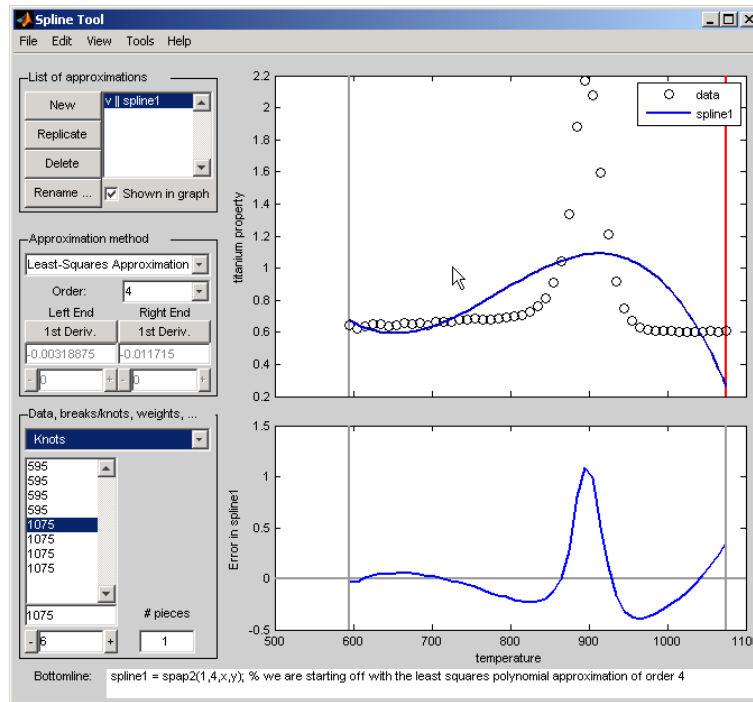 Spline Tool
File Edit View Tools Help
List of approximations
New
Replicate
Delete
Rename ...
v || spline1
Shown in graph
Approximation method
Least-Squares Approximation
Order: 4
Left End Right End
1st Deriv. 1st Deriv.
-0.00318875 -0.011715
- 0 + - 0 +
Data, breaks/knots, weights, ...
Knots
595
595
595
595
1075
1075
1075
1075
1075
# pieces
- 6 + 1
2.2
2
1.8
1.6
1.4
1.2
1
0.8
0.6
0.4
0.2
titanium property
data
spline1
1.5
1
0.5
0
-0.5
Error in spline1
500 600 700 800 900 1000 1100
temperature
Bottomline: spline1 = spap2(1,4,x,y); % we are starting off with the least squares polynomial approximation of order 4